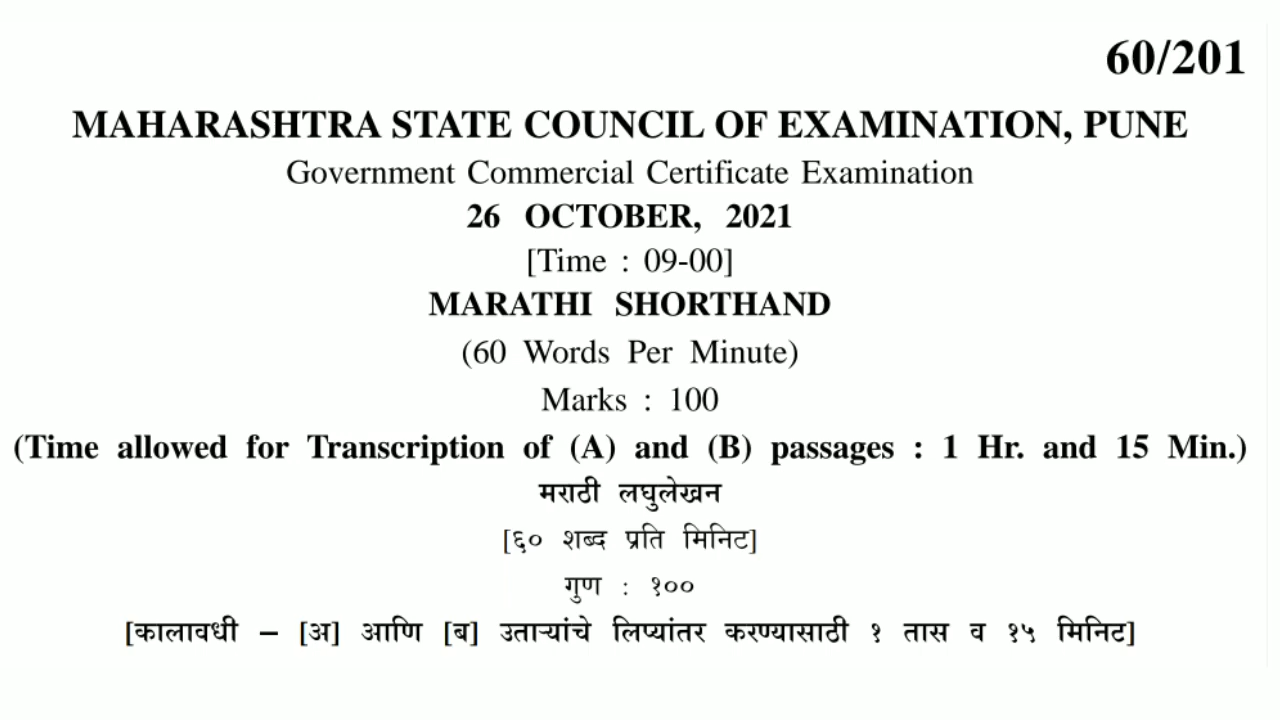 60/201
MAHARASHTRA STATE COUNCIL OF EXAMINATION, PUNE
Government Commercial Certificate Examination
26 OCTOBER, 2021
[Time : 09-00]
MARATHI SHORTHAND
(60 Words Per Minute)
Marks : 100
(Time allowed for Transcription of (A) and (B) passages : 1 Hr. and 15 Min.)
मराठी लघुलेखन
[६० शब्द प्रति मिनिट]
गुण : १००
[कालावधी – [अ] आणि [ब] उताऱ्यांचे लिप्यांतर करण्यासाठी १ तास व १५ मिनिट]